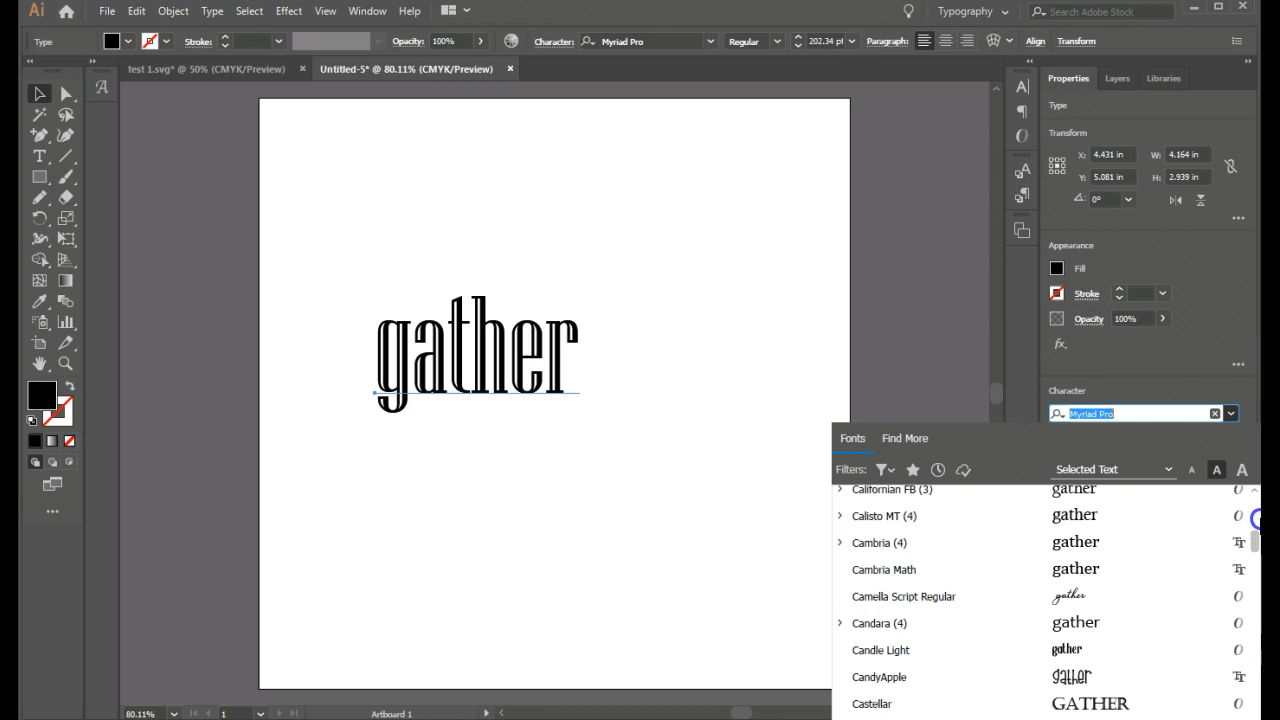 Ai File Edit Object Type Select Effect View Window Help Typography Search Adobe Stock
Type Stroke: Opacity: 100% Character: Myriad Pro Regular 202.34 pt Paragraph: Align Transform
test 1.svg* @ 50% (CMYK/Preview) × Untitled-5* @ 80.11% (CMYK/Preview) ×
Properties Layers Libraries
Type
Transform
X: 4.431 in W: 4.164 in
Y: 5.081 in H: 2.939 in
0°
Appearance
Fill
Stroke
Opacity 100%
fx.
Character
Myriad Pro
gather
Fonts Find More
Filters: Selected Text A A A
Californian FB (3) gather O
Calisto MT (4) gather O
Cambria (4) gather TT
Cambria Math gather TT
Camella Script Regular gather O
Candara (4) gather O
Candle Light gather O
CandyApple gather TT
Castellar GATHER O
80.11% 1 Artboard 1